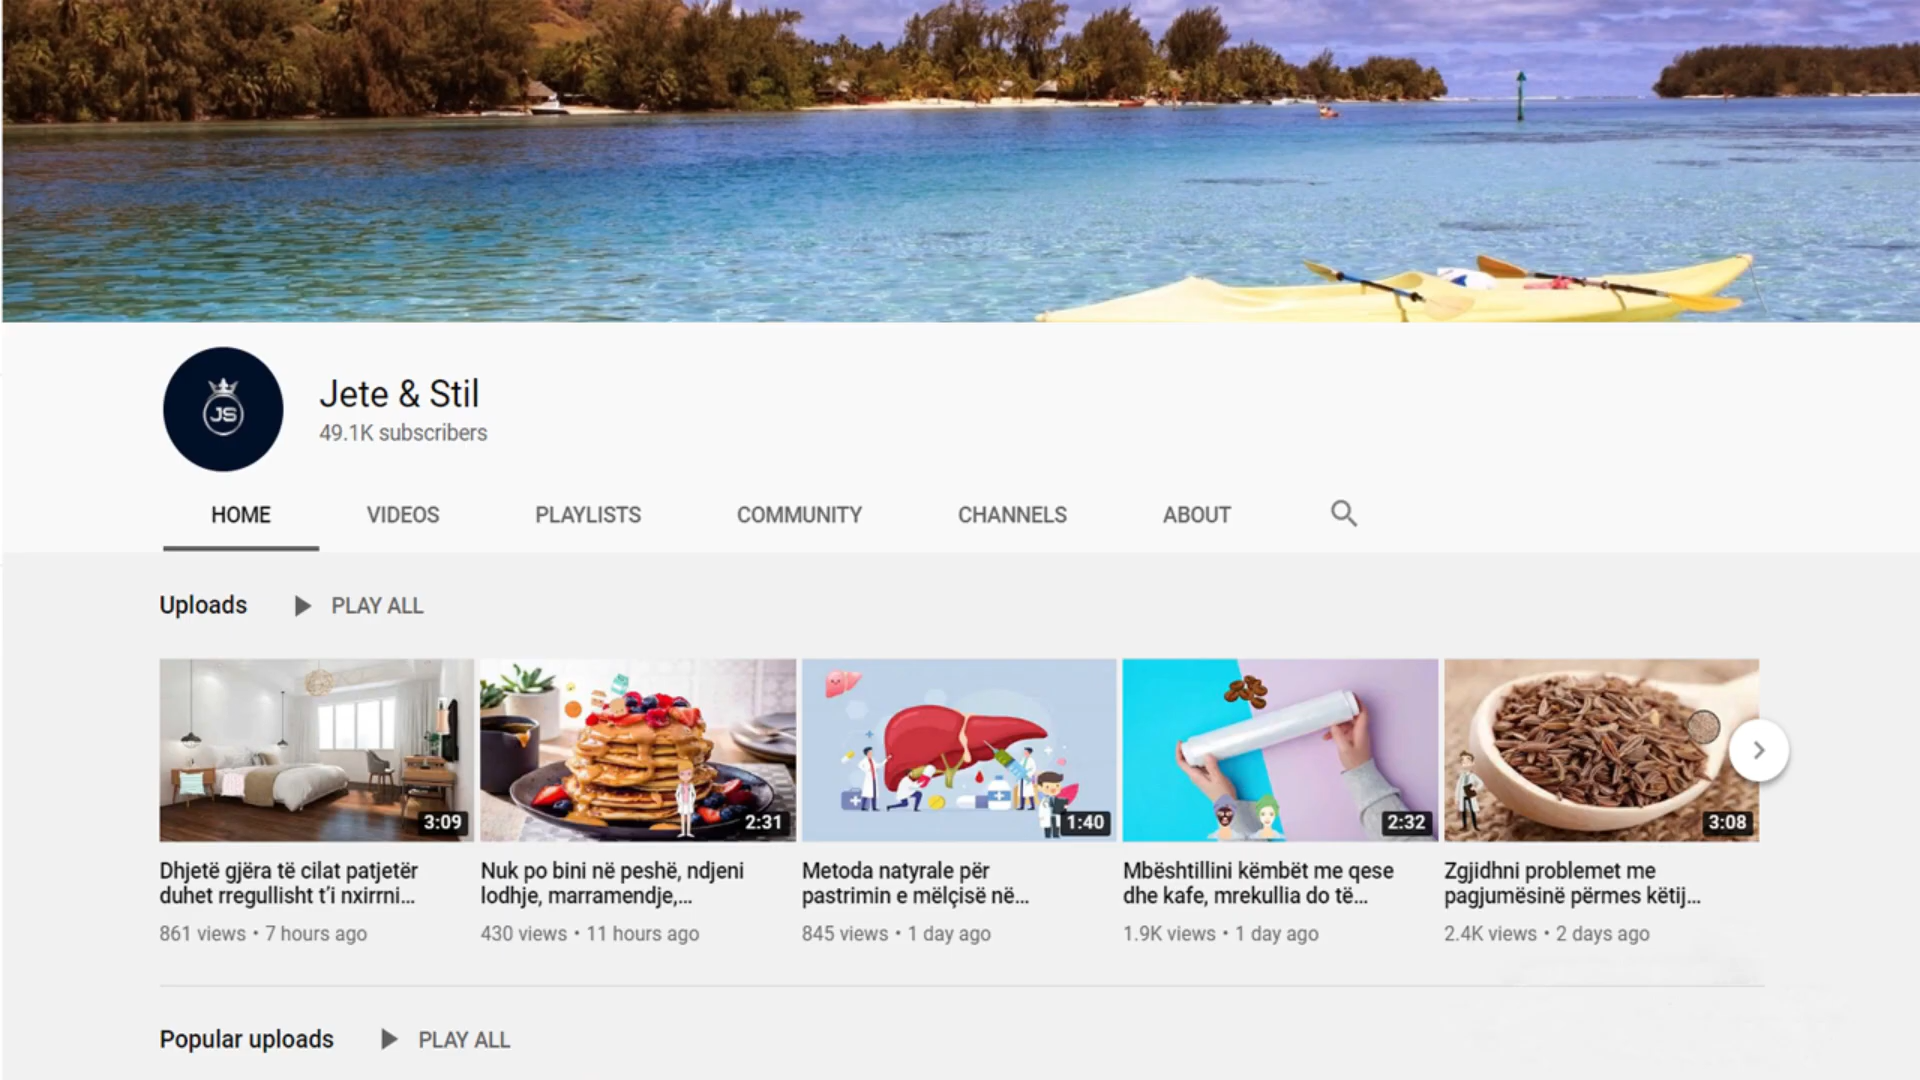 JS
Jete & Stil
49.1K subscribers
HOME VIDEOS PLAYLISTS COMMUNITY CHANNELS ABOUT
Uploads PLAY ALL
3:09 2:31 1:40 2:32 3:08
Dhjetë gjëra të cilat patjetër
duhet rregullisht t’i nxirrni...
861 views • 7 hours ago
Nuk po bini në peshë, ndjeni
lodhje, marramendje,...
430 views • 11 hours ago
Metoda natyrale për
pastrimin e mëlçisë në...
845 views • 1 day ago
Mbështillini këmbët me qese
dhe kafe, mrekullia do të...
1.9K views • 1 day ago
Zgjidhni problemet me
pagjumësinë përmes këtij...
2.4K views • 2 days ago
Popular uploads PLAY ALL